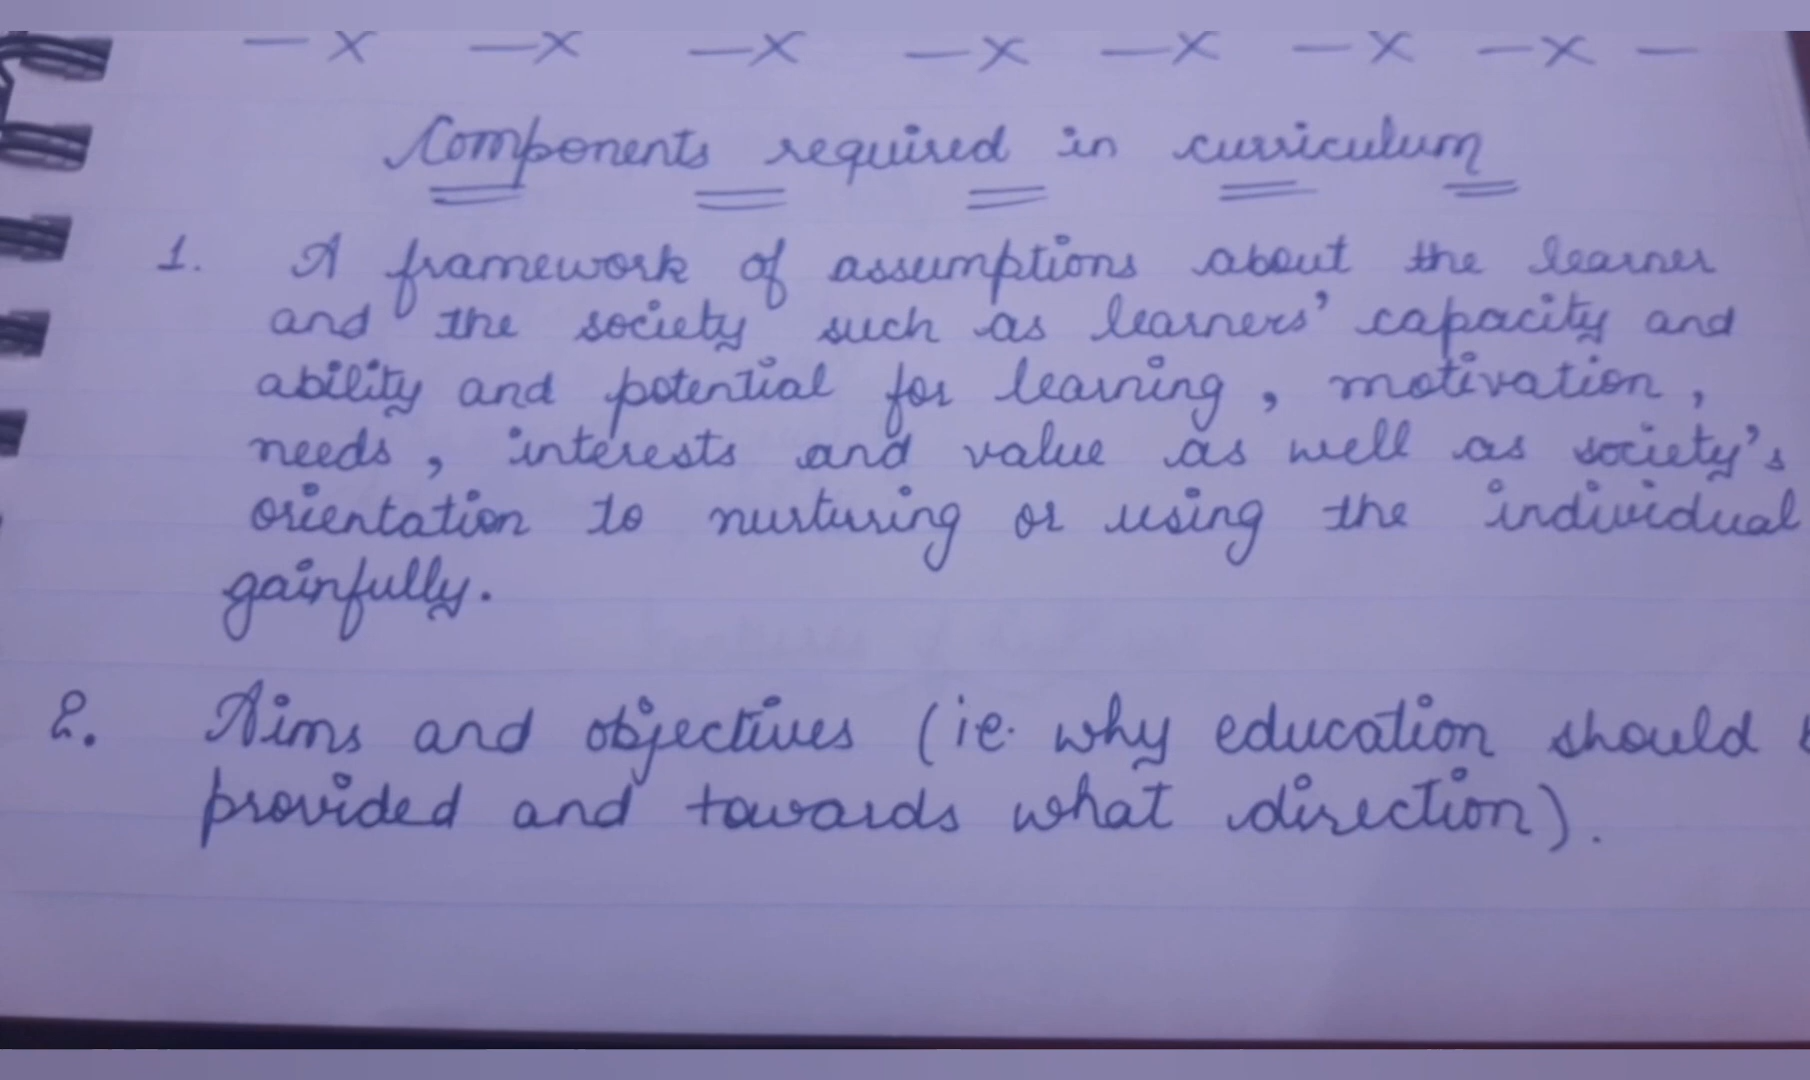 — X — X — X — X — X — X — X —
Components required in curriculum
1. A framework of assumptions about the learner
and the society such as learners' capacity and
ability and potential for learning, motivation,
needs, interests and value as well as society's
orientation to nurturing or using the individual
gainfully.
2. Aims and objectives (ie. why education should
provided and towards what direction).